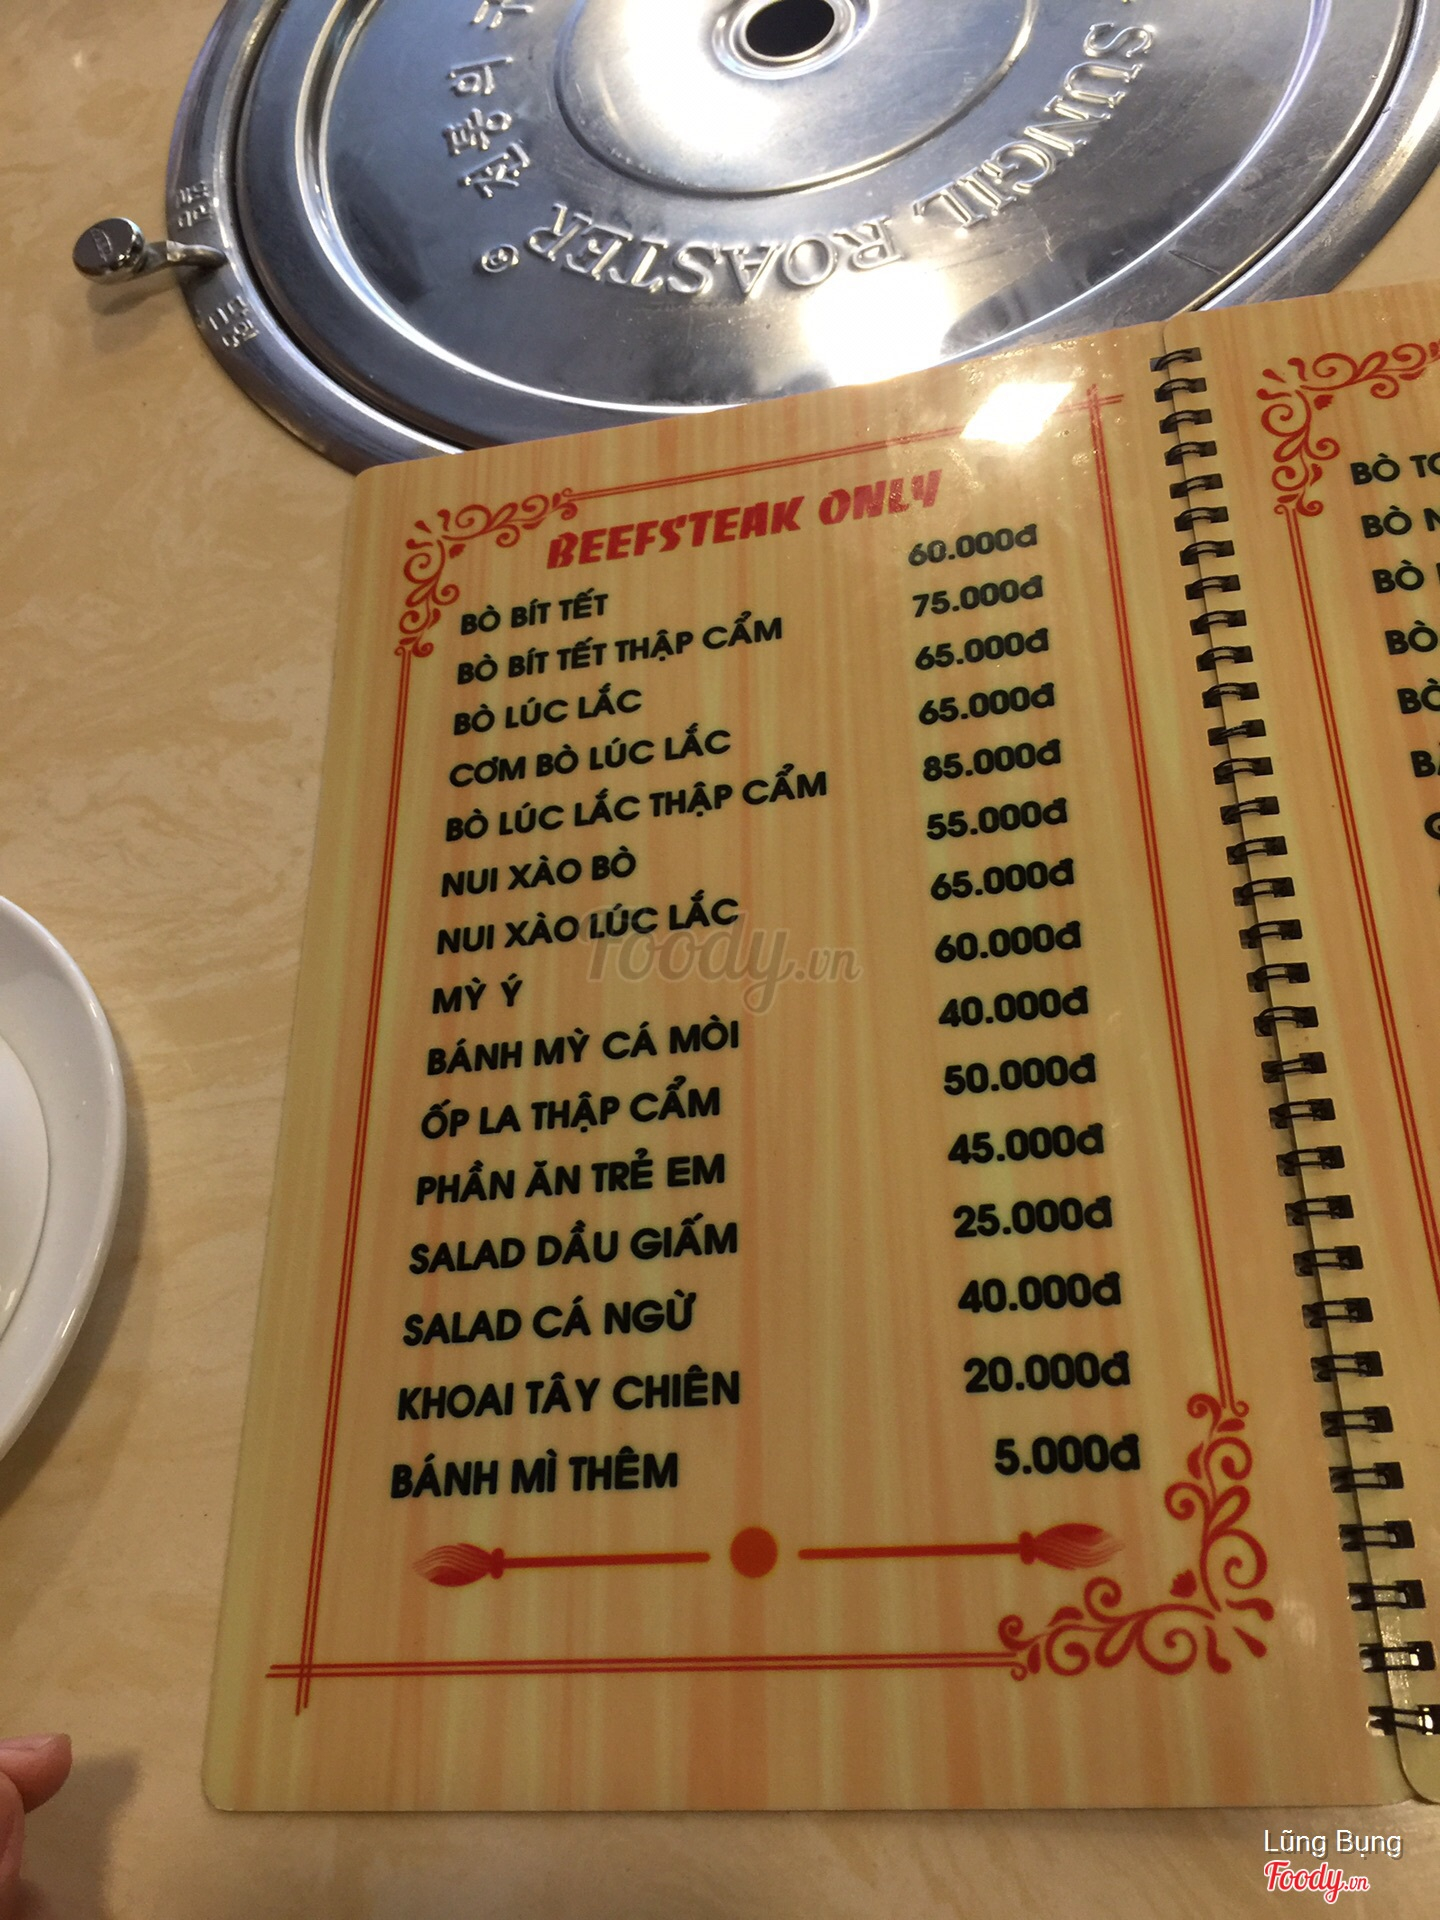 전통의
SUNGIL ROASTER
BEEFSTEAK ONLY
BÒ BÍT TẾT 60.000đ
BÒ BÍT TẾT THẬP CẨM 75.000đ
BÒ LÚC LẮC 65.000đ
CƠM BÒ LÚC LẮC 65.000đ
BÒ LÚC LẮC THẬP CẨM 85.000đ
NUI XÀO BÒ 55.000đ
NUI XÀO LÚC LẮC 65.000đ
MỲ Ý 60.000đ
BÁNH MỲ CÁ MÒI 40.000đ
ỐP LA THẬP CẨM 50.000đ
PHẦN ĂN TRẺ EM 45.000đ
SALAD DẦU GIẤM 25.000đ
SALAD CÁ NGỪ 40.000đ
KHOAI TÂY CHIÊN 20.000đ
BÁNH MÌ THÊM 5.000đ
BÒ
BÒ
BÒ
BÒ
BÒ
Foody.vn
Lũng Bụng
Foody.vn